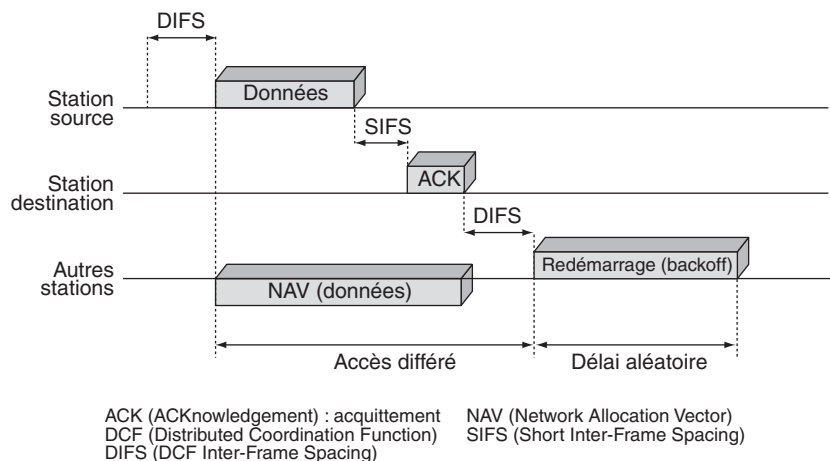 DIFS
Données
Station
source
SIFS
ACK
Station
destination
DIFS
Redémarrage (backoff)
Autres
stations
NAV (données)
Accès différé
Délai aléatoire
ACK (ACKnowledgement) : acquittement
DCF (Distributed Coordination Function)
DIFS (DCF Inter-Frame Spacing)
NAV (Network Allocation Vector)
SIFS (Short Inter-Frame Spacing)